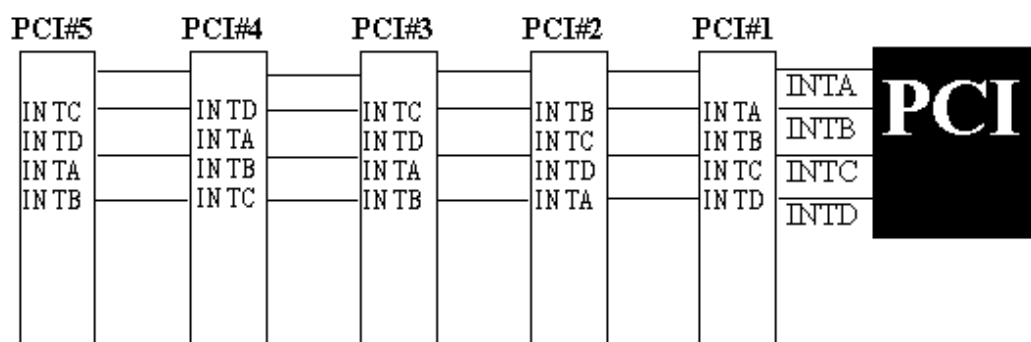 PCI#5 PCI#4 PCI#3 PCI#2 PCI#1
INTC
INTD
INTA
INTB
INTD
INTA
INTB
INTC
INTC
INTD
INTA
INTB
INTB
INTC
INTD
INTA
INTA
INTB
INTC
INTD
INTA
INTB
INTC
INTD
PCI